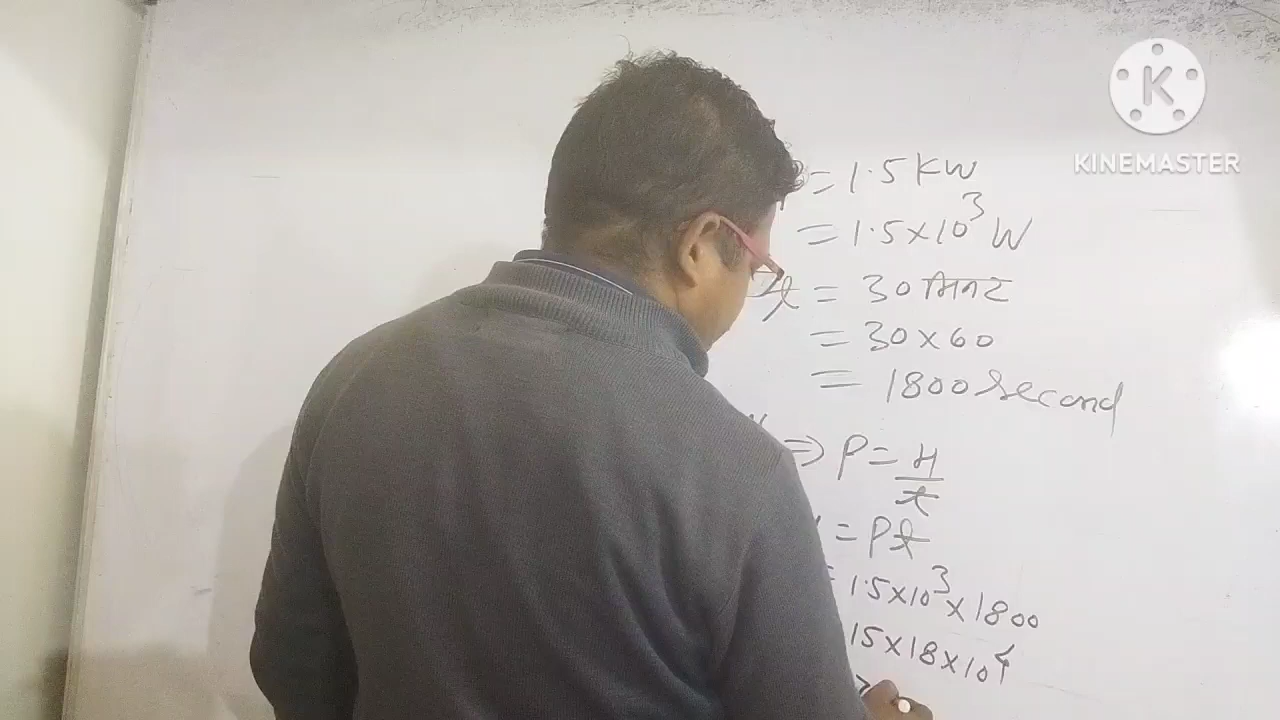 K
KINEMASTER
= 1.5 KW
= 1.5×10³ W
t = 30 मिनट
= 30×60
= 1800 second
⇒ P = H/t
= Pt
= 1.5×10³×1800
15×18×10⁴